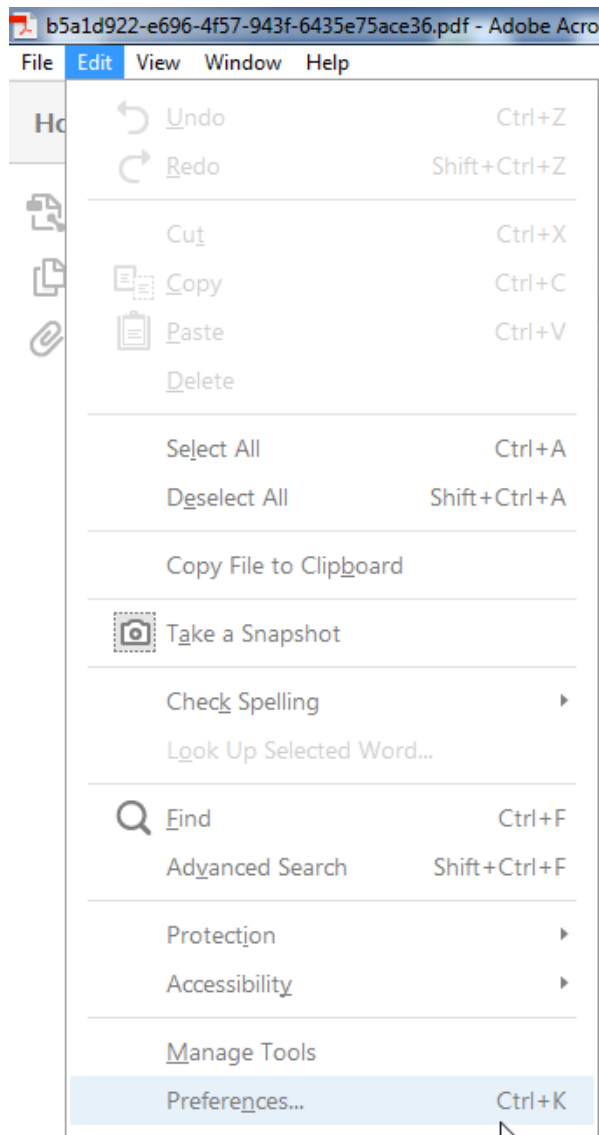 b5a1d922-e696-4f57-943f-6435e75ace36.pdf - Adobe Acro
File Edit View Window Help
Undo Ctrl+Z
Redo Shift+Ctrl+Z
Cut Ctrl+X
Copy Ctrl+C
Paste Ctrl+V
Delete
Select All Ctrl+A
Deselect All Shift+Ctrl+A
Copy File to Clipboard
Take a Snapshot
Check Spelling
Look Up Selected Word...
Find Ctrl+F
Advanced Search Shift+Ctrl+F
Protection
Accessibility
Manage Tools
Preferences... Ctrl+K